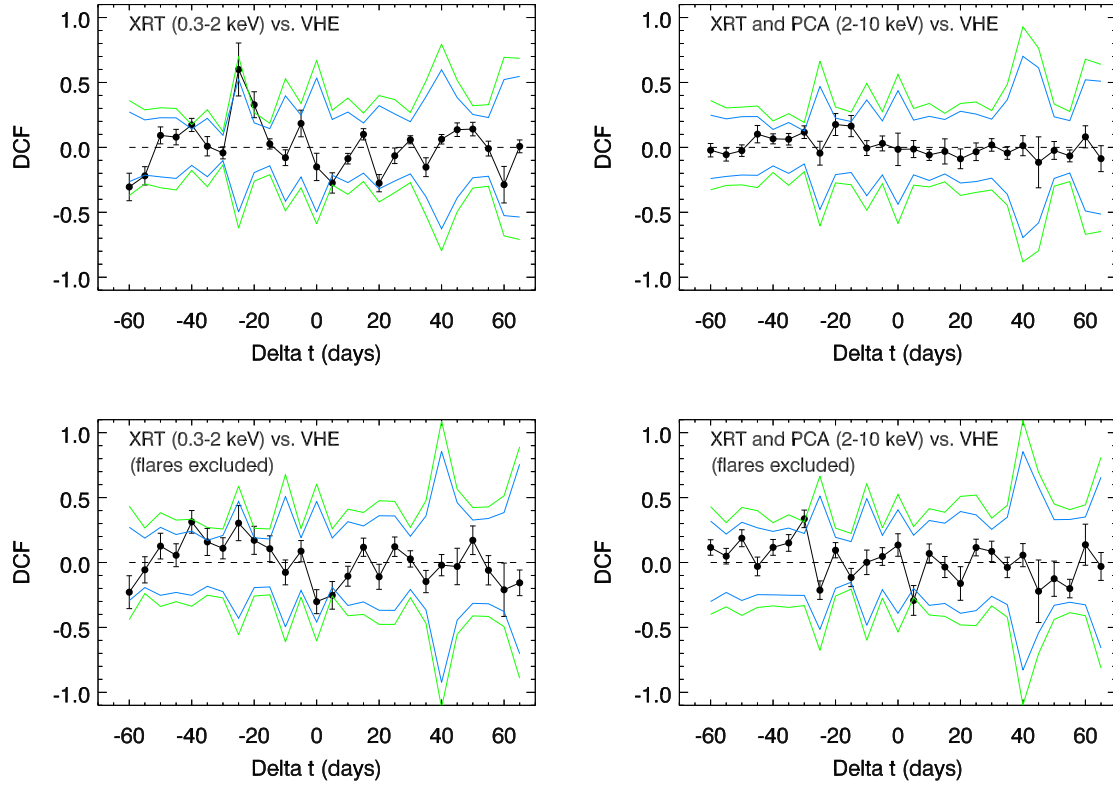 XRT (0.3-2 keV) vs. VHE
1.0
0.5
0.0
-0.5
-1.0
DCF
-60 -40 -20 0 20 40 60
Delta t (days)
XRT and PCA (2-10 keV) vs. VHE
1.0
0.5
0.0
-0.5
-1.0
DCF
-60 -40 -20 0 20 40 60
Delta t (days)
XRT (0.3-2 keV) vs. VHE
(flares excluded)
1.0
0.5
0.0
-0.5
-1.0
DCF
-60 -40 -20 0 20 40 60
Delta t (days)
XRT and PCA (2-10 keV) vs. VHE
(flares excluded)
1.0
0.5
0.0
-0.5
-1.0
DCF
-60 -40 -20 0 20 40 60
Delta t (days)